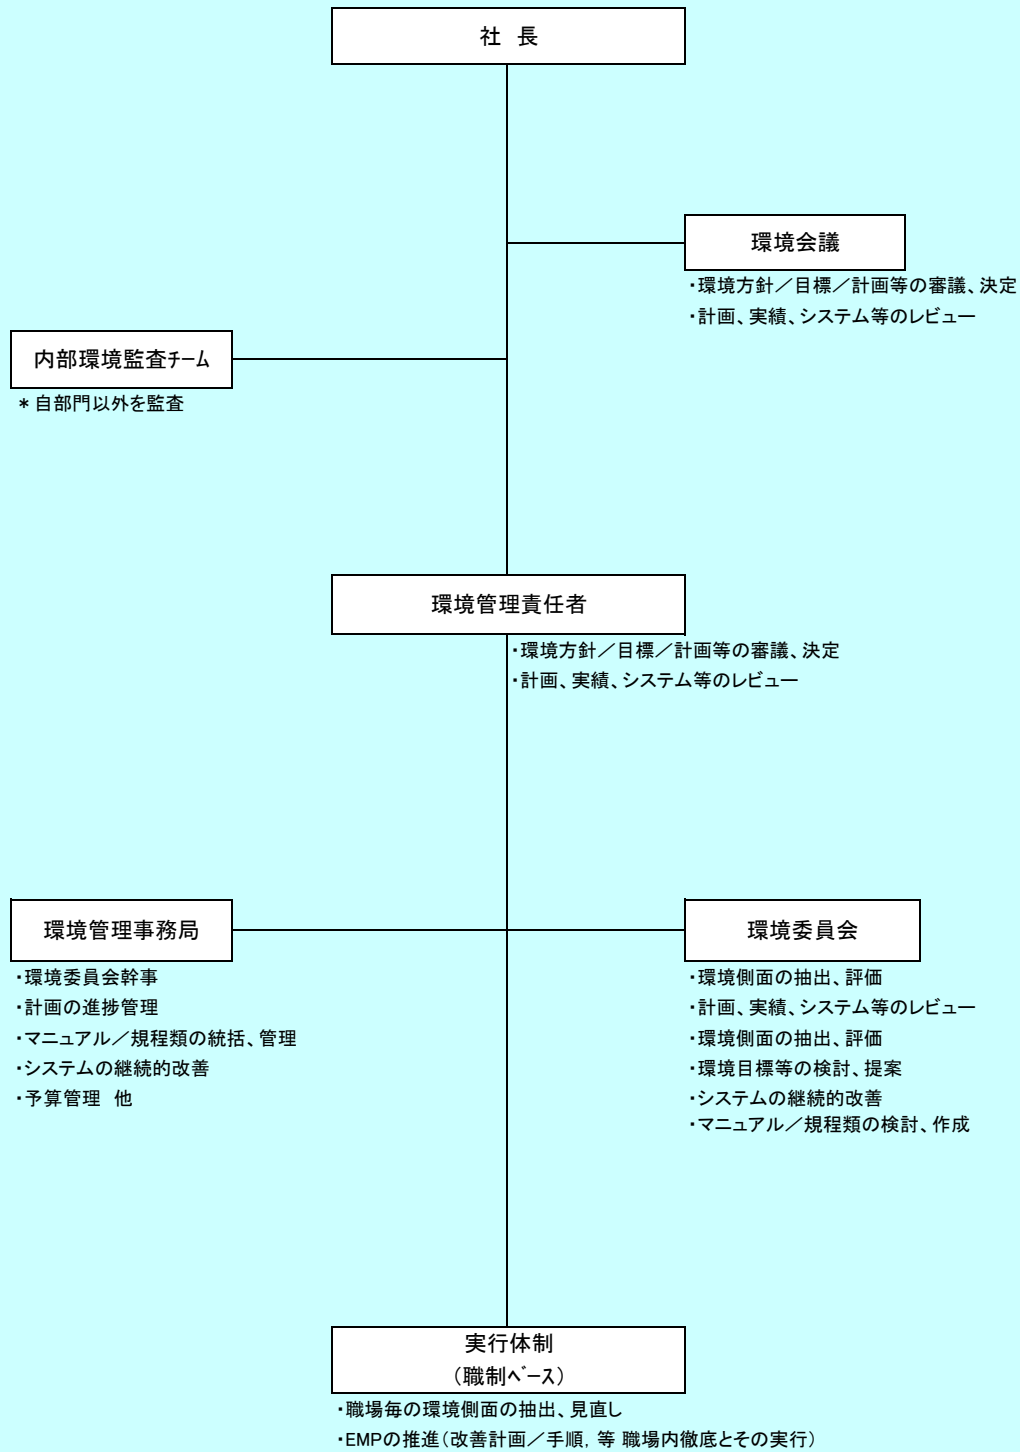 社 長
環境会議
・環境方針／目標／計画等の審議、決定
・計画、実績、システム等のレビュー
内部環境監査ﾁｰﾑ
＊自部門以外を監査
環境管理責任者
・環境方針／目標／計画等の審議、決定
・計画、実績、システム等のレビュー
環境管理事務局
・環境委員会幹事
・計画の進捗管理
・マニュアル／規程類の統括、管理
・システムの継続的改善
・予算管理　他
環境委員会
・環境側面の抽出、評価
・計画、実績、システム等のレビュー
・環境側面の抽出、評価
・環境目標等の検討、提案
・システムの継続的改善
・マニュアル／規程類の検討、作成
実行体制
（職制ﾍﾞｰｽ）
・職場毎の環境側面の抽出、見直し
・EMPの推進（改善計画／手順, 等 職場内徹底とその実行）